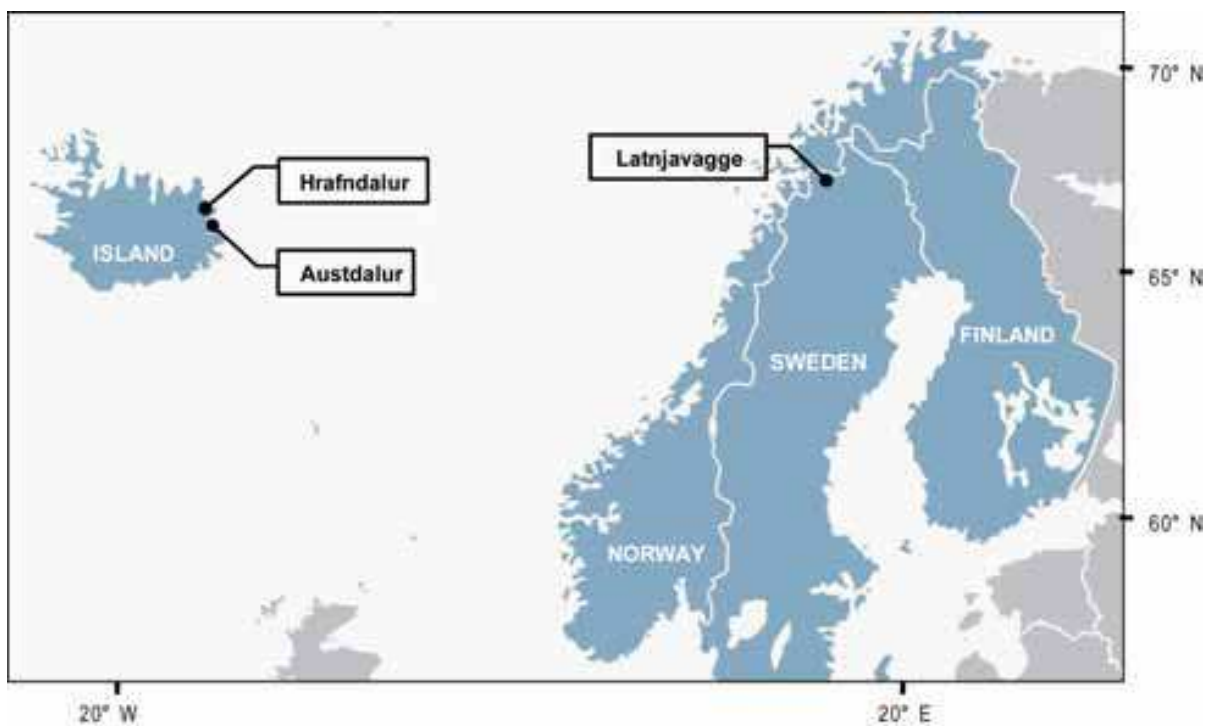 70° N
Latnjavagge
Hrafndalur
ISLAND
Austdalur
65° N
FINLAND
SWEDEN
60° N
NORWAY
20° W
20° E